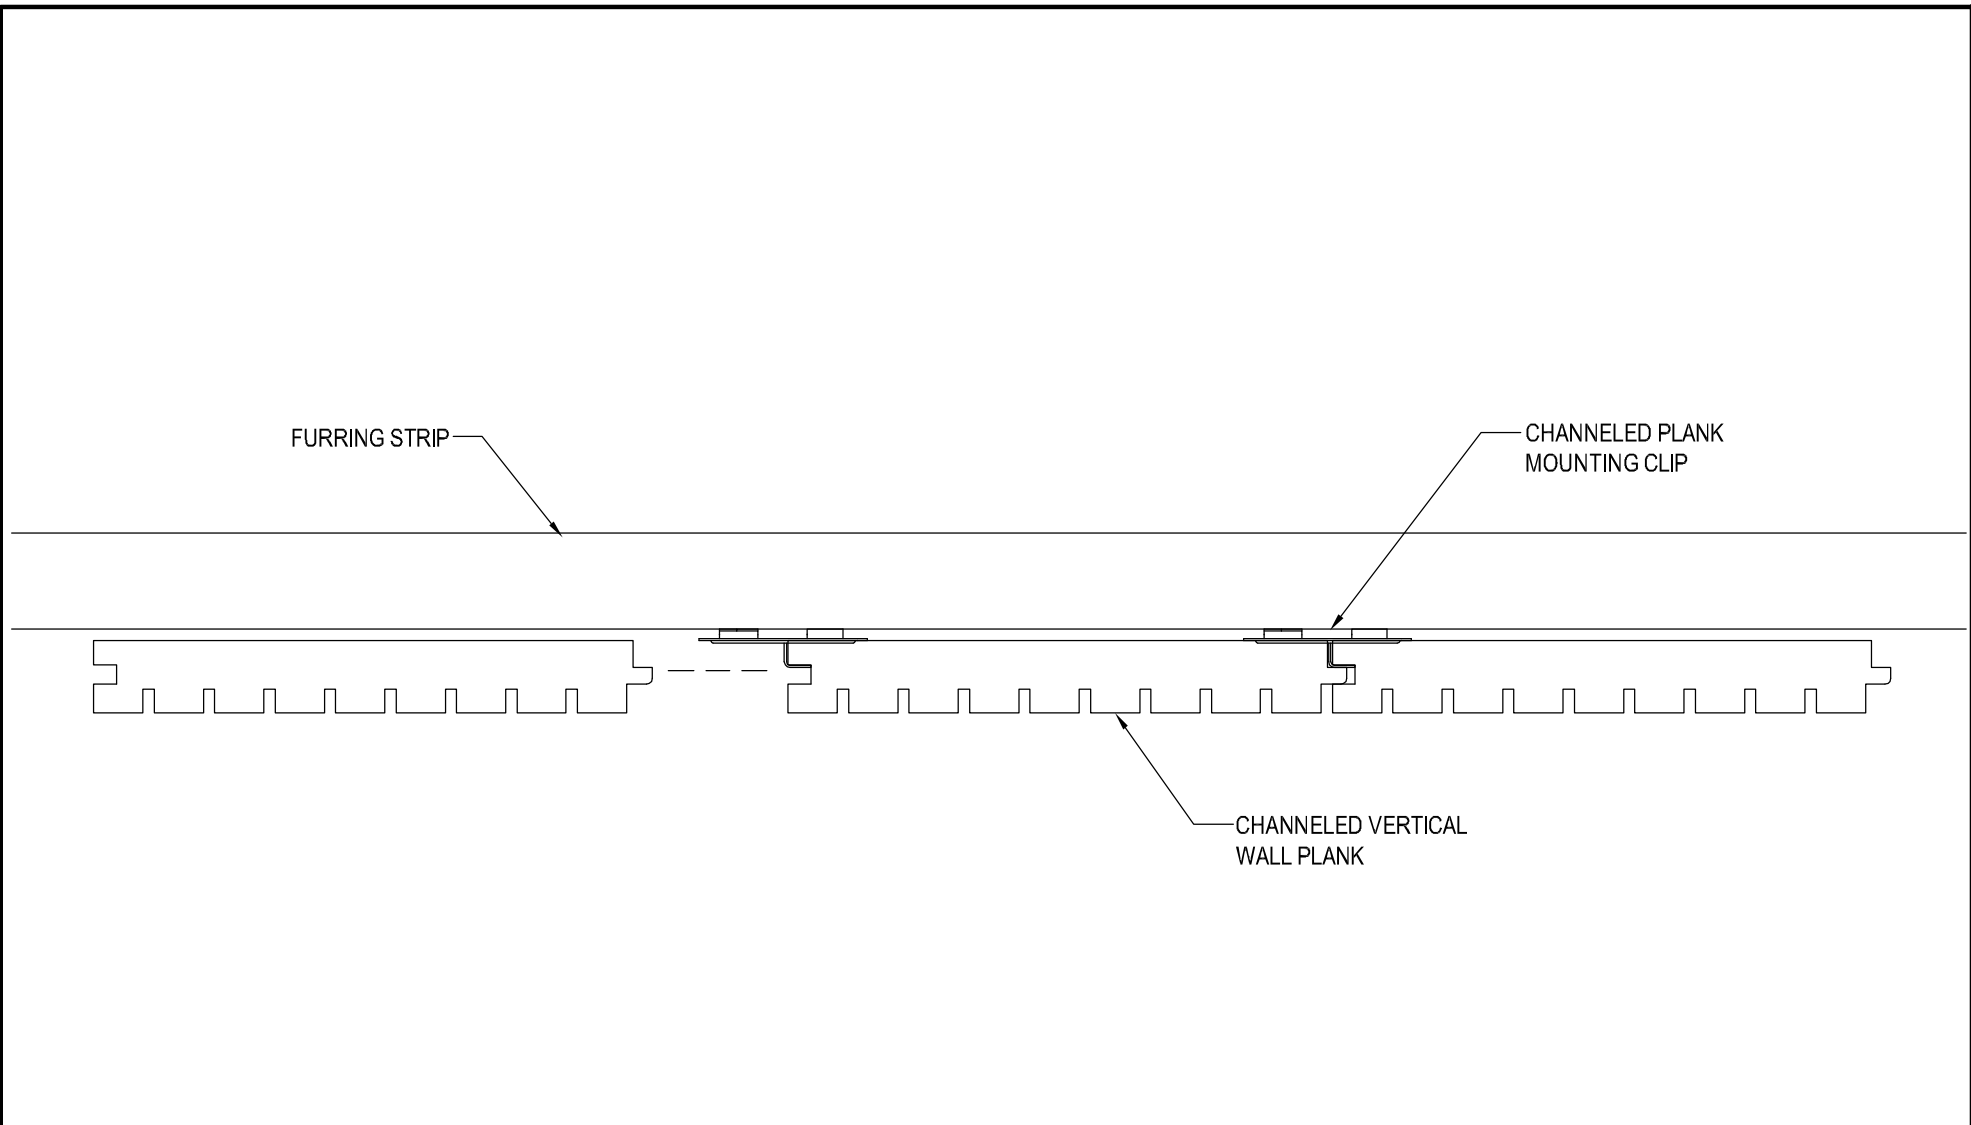 FURRING STRIP
CHANNELED PLANK
MOUNTING CLIP
CHANNELED VERTICAL
WALL PLANK